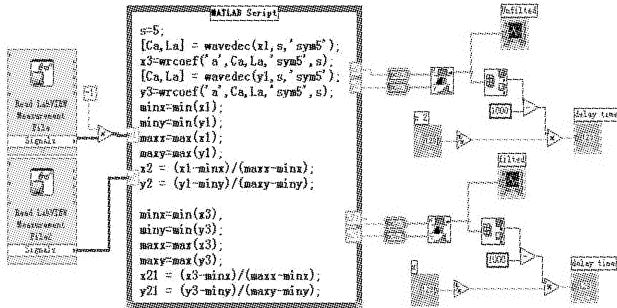 MATLAB Script
s=5;
[Ca,La] = wavedec(x1,s,'sym5');
x3=wrcoef('a',Ca,La,'sym5',s);
[Ca,La] = wavedec(y1,s,'sym5');
y3=wrcoef('a',Ca,La,'sym5',s);
minx=min(x1);
miny=min(y1);
maxx=max(x1);
maxy=max(y1);
x2 = (x1-minx)/(maxx-minx);
y2 = (y1-miny)/(maxy-miny);
minx=min(x3),
miny=min(y3);
maxx=max(x3);
maxy=max(y3);
x21 = (x3-minx)/(maxx-minx);
y21 = (y3-miny)/(maxy-miny);
Read LabVIEW
Measurement
File
Signals
Read LabVIEW
Measurement
File2
Signals
-1
Unfilted
1000
delay time
filted
1000
delay time